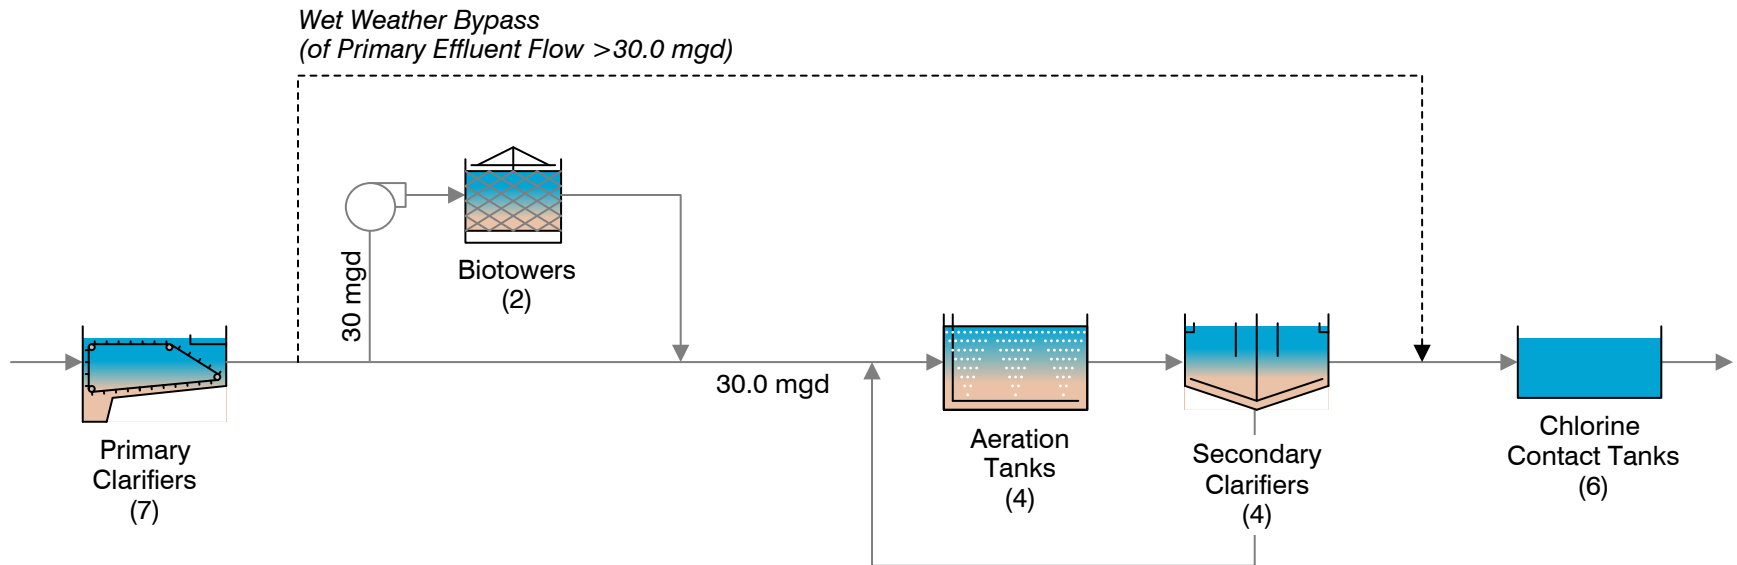 Wet Weather Bypass
(of Primary Effluent Flow >30.0 mgd)
30 mgd
Biotowers
(2)
30.0 mgd
Primary
Clarifiers
(7)
Aeration
Tanks
(4)
Secondary
Clarifiers
(4)
Chlorine
Contact Tanks
(6)